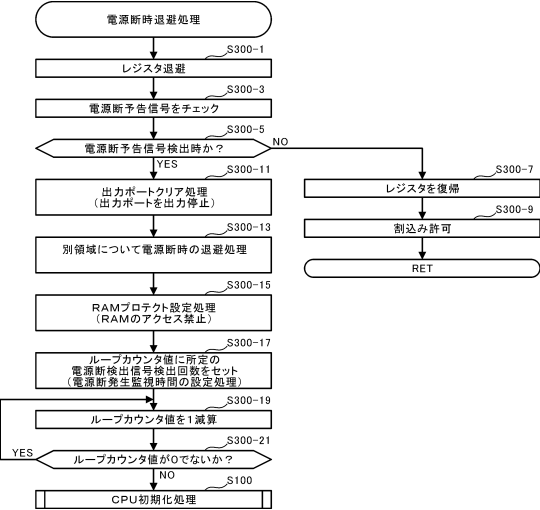 電源断時退避処理
S300-1
レジスタ退避
S300-3
電源断予告信号をチェック
S300-5
電源断予告信号検出時か？
NO
YES
S300-7
レジスタを復帰
S300-9
割込み許可
RET
S300-11
出力ポートクリア処理
（出力ポートを出力停止）
S300-13
別領域について電源断時の退避処理
S300-15
RAMプロテクト設定処理
（RAMのアクセス禁止）
S300-17
ループカウンタ値に所定の
電源断検出信号検出回数をセット
（電源断発生監視時間の設定処理）
S300-19
ループカウンタ値を1減算
S300-21
ループカウンタ値が0でないか？
YES
NO
S100
CPU初期化処理